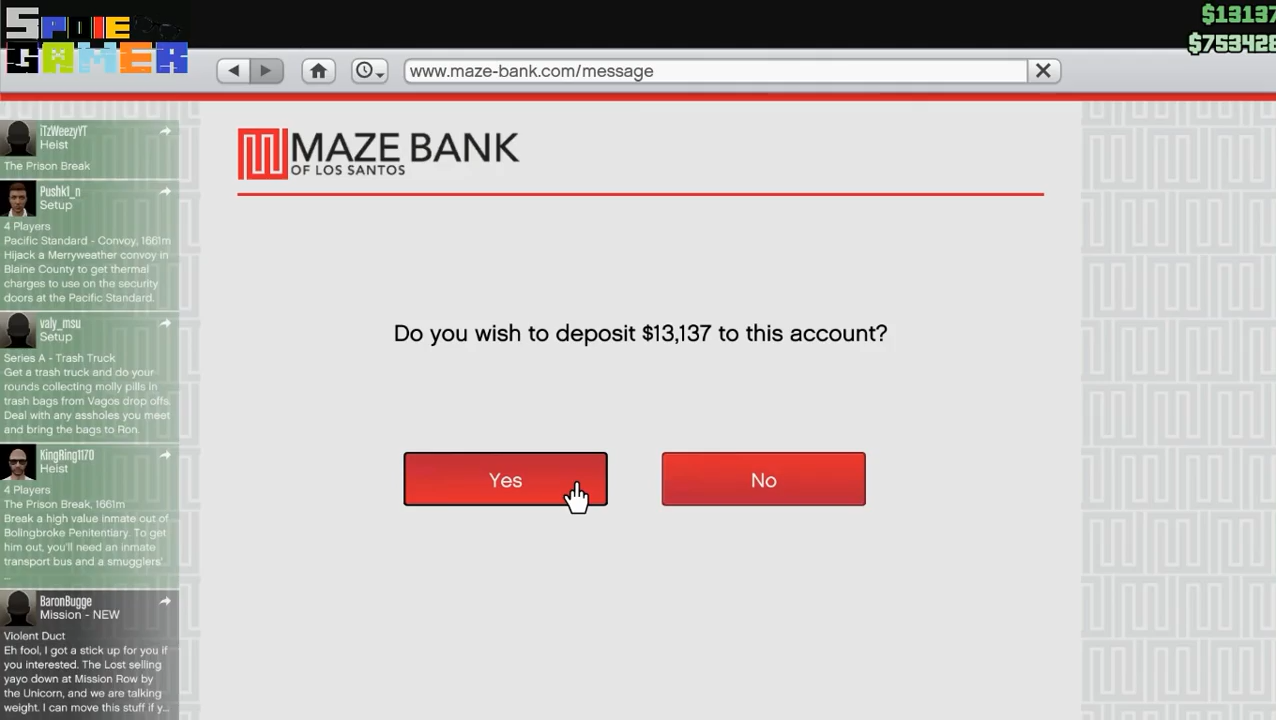 SPDIE
GAMER
$13137
$753428
www.maze-bank.com/message
MAZE BANK
OF LOS SANTOS
Do you wish to deposit $13,137 to this account?
Yes
No
iTzWeezyYT
Heist
The Prison Break
Pushk1_n
Setup
4 Players
Pacific Standard - Convoy, 1661m
Hijack a Merryweather convoy in
Blaine County to get thermal
charges to use on the security
doors at the Pacific Standard.
valy_msu
Setup
Series A - Trash Truck
Get a trash truck and do your
rounds collecting molly pills in
trash bags from Vagos drop offs.
Deal with any assholes you meet
and bring the bags to Ron.
KingRing1170
Heist
4 Players
The Prison Break, 1661m
Break a high value inmate out of
Bolingbroke Penitentiary. To get
him out, you'll need an inmate
transport bus and a smugglers'
...
BaronBugge
Mission - NEW
Violent Duct
Eh fool, I got a stick up for you if
you interested. The Lost selling
yayo down at Mission Row by
the Unicorn, and we are talking
weight. I can move this stuff if y...